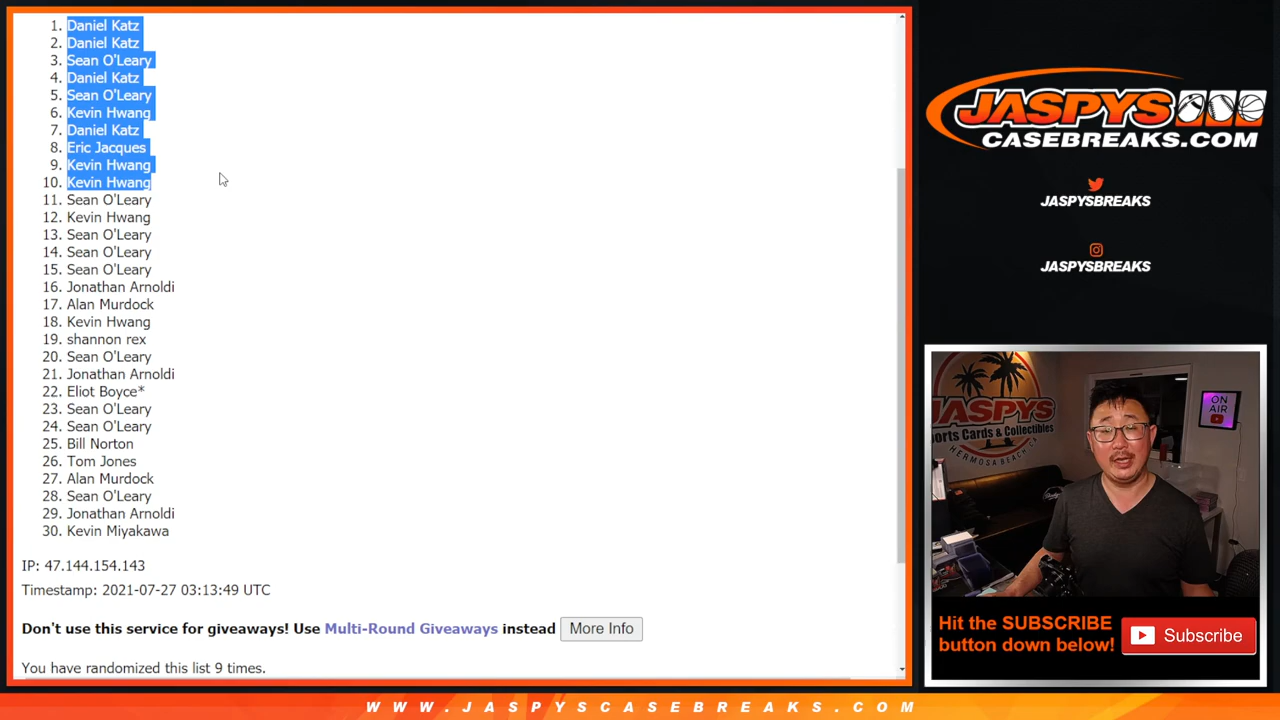 1. Daniel Katz
2. Daniel Katz
3. Sean O'Leary
4. Daniel Katz
5. Sean O'Leary
6. Kevin Hwang
7. Daniel Katz
8. Eric Jacques
9. Kevin Hwang
10. Kevin Hwang
11. Sean O'Leary
12. Kevin Hwang
13. Sean O'Leary
14. Sean O'Leary
15. Sean O'Leary
16. Jonathan Arnoldi
17. Alan Murdock
18. Kevin Hwang
19. shannon rex
20. Sean O'Leary
21. Jonathan Arnoldi
22. Eliot Boyce*
23. Sean O'Leary
24. Sean O'Leary
25. Bill Norton
26. Tom Jones
27. Alan Murdock
28. Sean O'Leary
29. Jonathan Arnoldi
30. Kevin Miyakawa
IP: 47.144.154.143
Timestamp: 2021-07-27 03:13:49 UTC
Don't use this service for giveaways! Use Multi-Round Giveaways instead More Info
You have randomized this list 9 times.
JASPYS
CASEBREAKS.COM
JASPYSBREAKS
JASPYSBREAKS
JASPYS
ports Cards & Collectibles
HERMOSA BEACH, CA
ON
AIR
Hit the SUBSCRIBE
button down below!
Subscribe
WWW.JASPYSCASEBREAKS.COM